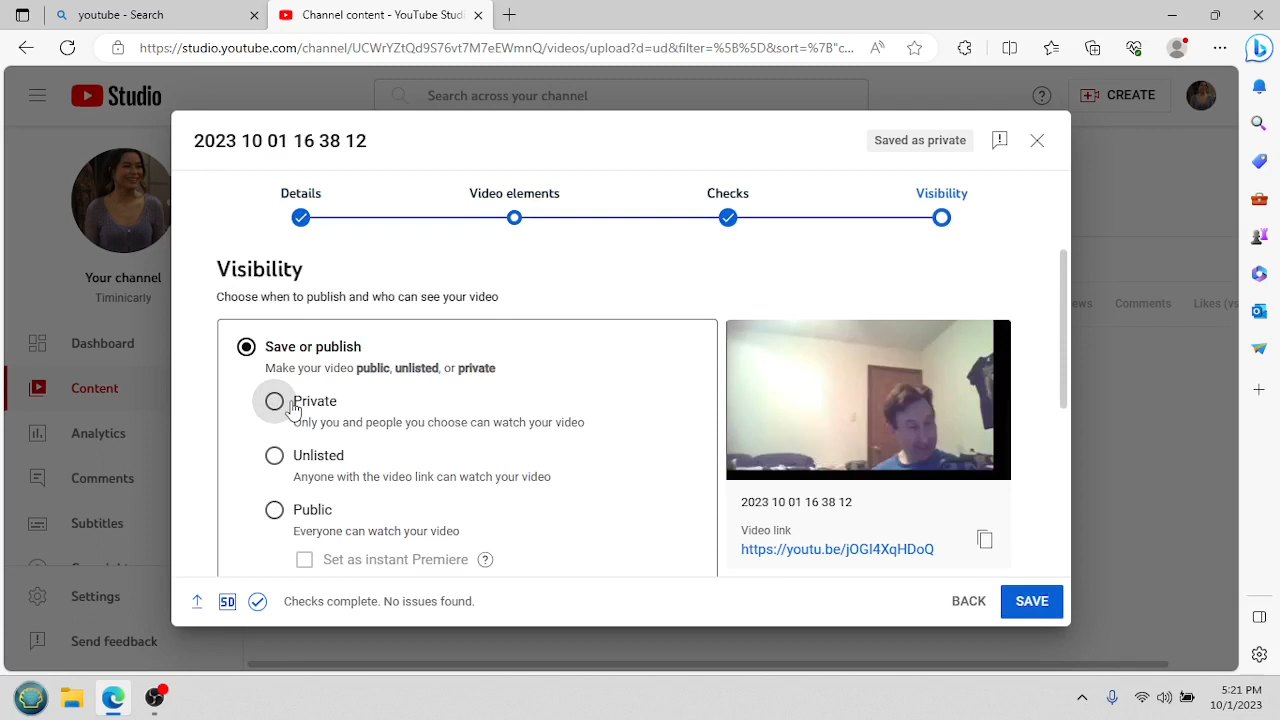 youtube - Search
Channel content - YouTube Studi
https://studio.youtube.com/channel/UCWrYZtQd9S76vt7M7eEWmnQ/videos/upload?d=ud&filter=%5B%5D&sort=%7B"c...
Studio
Search across your channel
CREATE
2023 10 01 16 38 12
Saved as private
Details
Video elements
Checks
Visibility
Your channel
Timinicarly
Dashboard
Content
Analytics
Comments
Subtitles
Settings
Send feedback
Visibility
Choose when to publish and who can see your video
Save or publish
Make your video public, unlisted, or private
Private
Only you and people you choose can watch your video
Unlisted
Anyone with the video link can watch your video
Public
Everyone can watch your video
Set as instant Premiere
2023 10 01 16 38 12
Video link
https://youtu.be/jOGI4XqHDoQ
Comments
Likes (vs
SD
Checks complete. No issues found.
BACK
SAVE
5:21 PM
10/1/2023